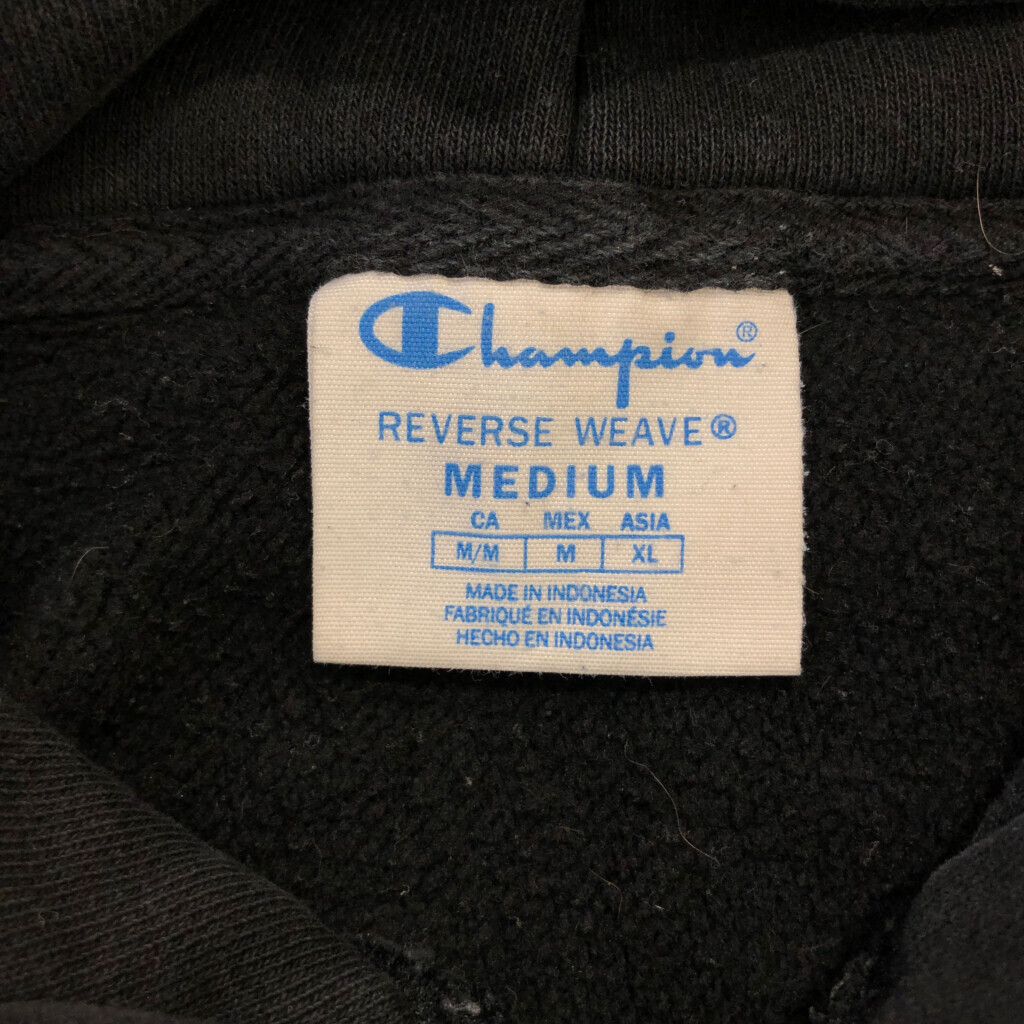 Champion®
REVERSE WEAVE®
MEDIUM
CA MEX ASIA
M/M M XL
MADE IN INDONESIA
FABRIQUÉ EN INDONÉSIE
HECHO EN INDONESIA